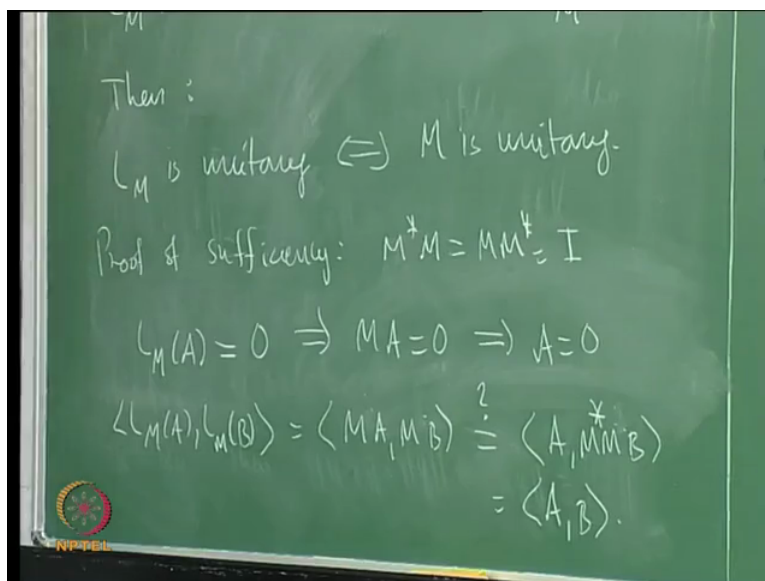 Then :
L_M is unitary ⟺ M is unitary.
Proof of sufficiency: M*M = MM* = I
L_M(A) = 0 ⇒ MA = 0 ⇒ A = 0
⟨L_M(A), L_M(B)⟩ = ⟨MA, MB⟩ ?= ⟨A, M*MB⟩
= ⟨A, B⟩.
NPTEL